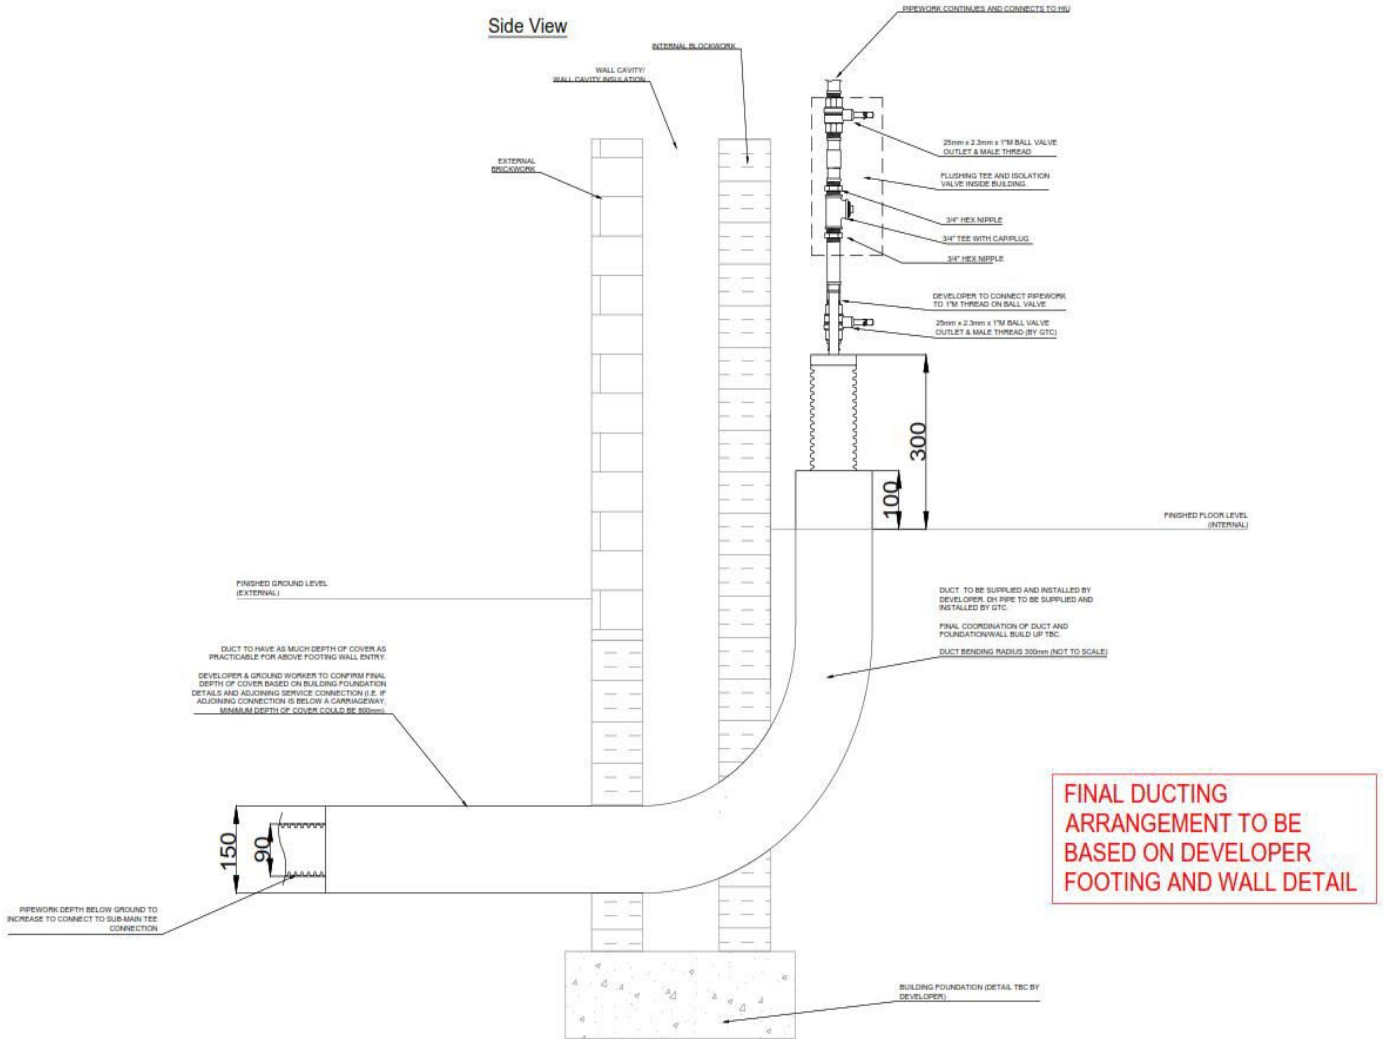 Side View
PIPEWORK CONTINUES AND CONNECTS TO HIU
INTERNAL BLOCKWORK
WALL CAVITY/
WALL CAVITY INSULATION
EXTERNAL
BRICKWORK
25mm x 2.3mm x 1"M BALL VALVE
OUTLET & MALE THREAD
FLUSHING TEE AND ISOLATION
VALVE INSIDE BUILDING.
3/4" HEX NIPPLE
3/4" TEE WITH CAP/PLUG
3/4" HEX NIPPLE
DEVELOPER TO CONNECT PIPEWORK
TO 1"M THREAD ON BALL VALVE
25mm x 2.3mm x 1"M BALL VALVE
OUTLET & MALE THREAD (BY GTC)
300
100
FINISHED FLOOR LEVEL
(INTERNAL)
FINISHED GROUND LEVEL
(EXTERNAL)
DUCT TO BE SUPPLIED AND INSTALLED BY
DEVELOPER. DH PIPE TO BE SUPPLIED AND
INSTALLED BY GTC.
FINAL COORDINATION OF DUCT AND
FOUNDATION/WALL BUILD UP TBC.
DUCT BENDING RADIUS 300mm (NOT TO SCALE)
DUCT TO HAVE AS MUCH DEPTH OF COVER AS
PRACTICABLE FOR ABOVE FOOTING WALL ENTRY.
DEVELOPER & GROUND WORKER TO CONFIRM FINAL
DEPTH OF COVER BASED ON BUILDING FOUNDATION
DETAILS AND ADJOINING SERVICE CONNECTION (I.E. IF
ADJOINING CONNECTION IS BELOW A CARRIAGEWAY,
MINIMUM DEPTH OF COVER COULD BE 600mm).
150
90
FINAL DUCTING
ARRANGEMENT TO BE
BASED ON DEVELOPER
FOOTING AND WALL DETAIL
PIPEWORK DEPTH BELOW GROUND TO
INCREASE TO CONNECT TO SUB-MAIN TEE
CONNECTION
BUILDING FOUNDATION (DETAIL TBC BY
DEVELOPER)